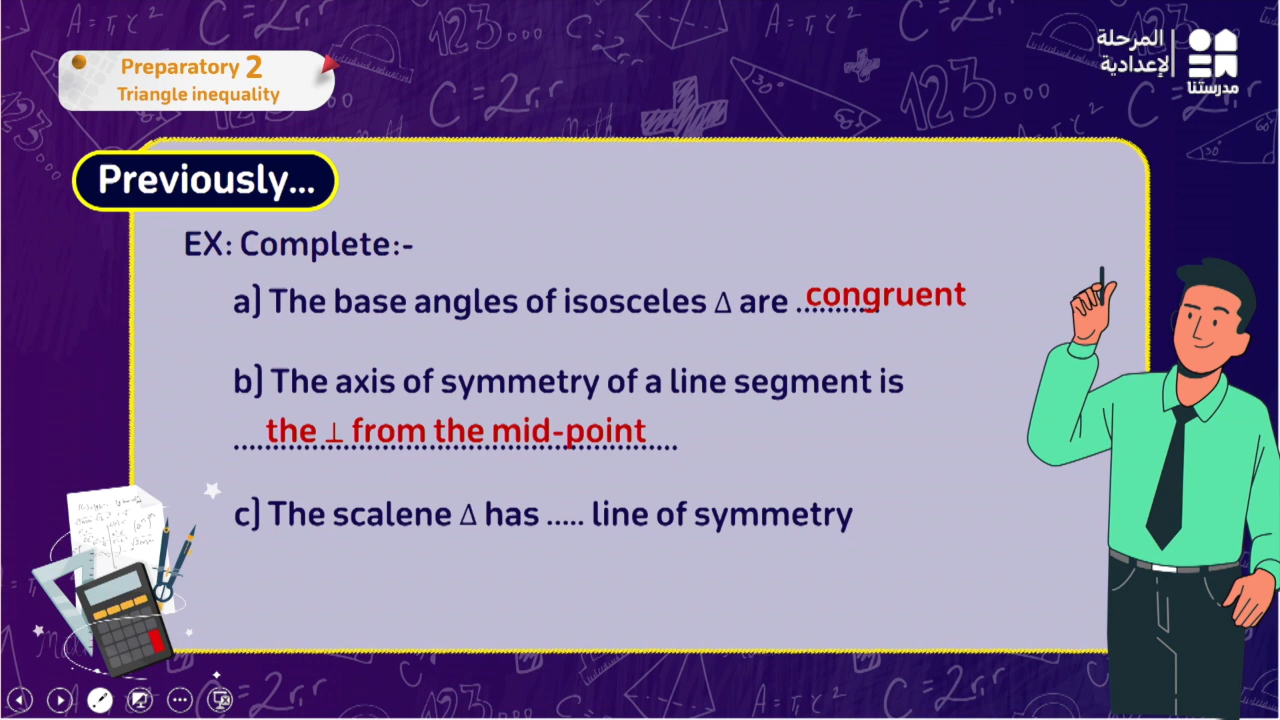 Preparatory 2
Triangle inequality
المرحلة
الإعدادية
مدرستنا
Previously...
EX: Complete:-
a) The base angles of isosceles Δ are .......... congruent
b) The axis of symmetry of a line segment is
.... the ⊥ from the mid-point ....
c) The scalene Δ has ..... line of symmetry